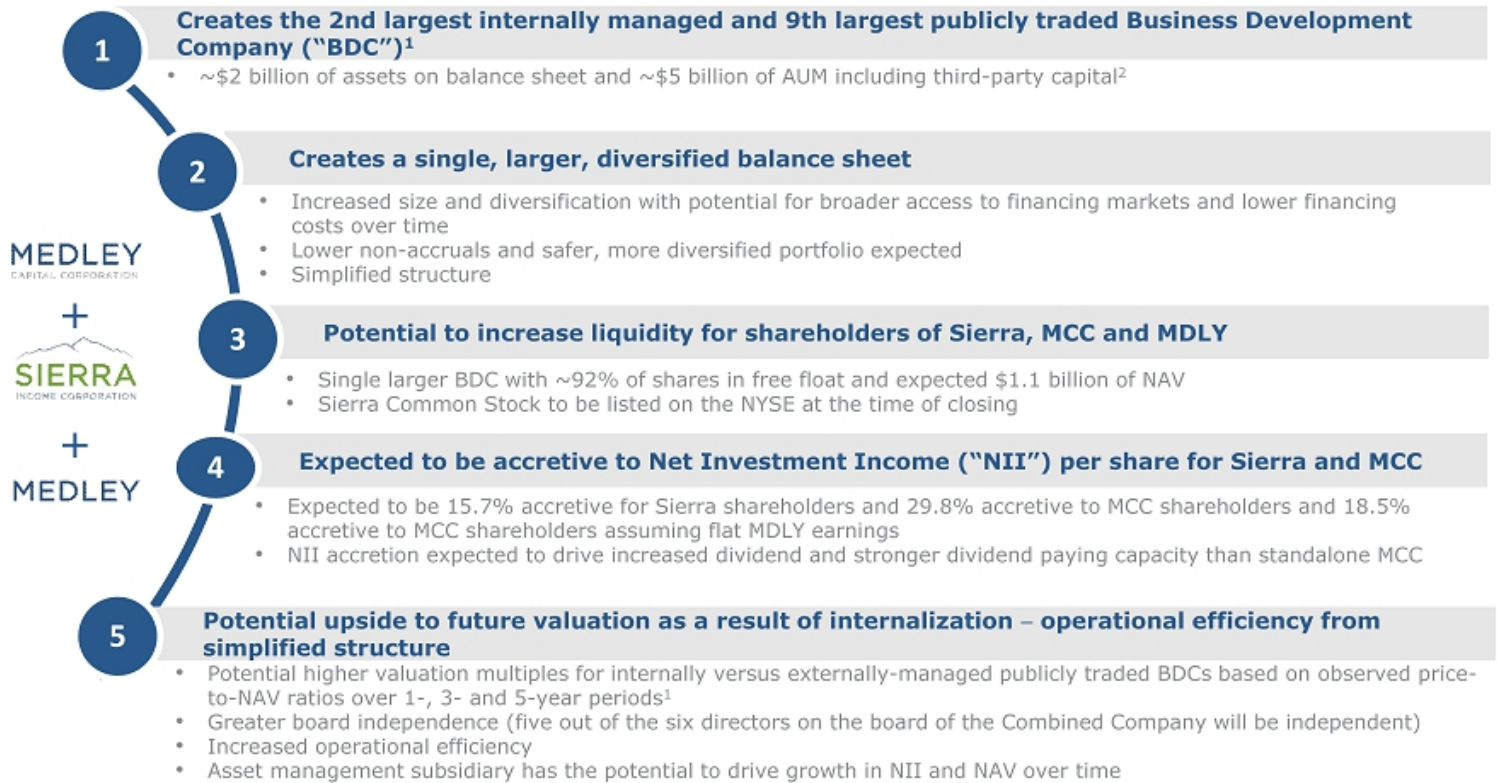 1
Creates the 2nd largest internally managed and 9th largest publicly traded Business Development
Company (“BDC”)¹
• ~$2 billion of assets on balance sheet and ~$5 billion of AUM including third-party capital²
2
Creates a single, larger, diversified balance sheet
• Increased size and diversification with potential for broader access to financing markets and lower financing
costs over time
• Lower non-accruals and safer, more diversified portfolio expected
• Simplified structure
MEDLEY
CAPITAL CORPORATION
+
SIERRA
INCOME CORPORATION
+
MEDLEY
3
Potential to increase liquidity for shareholders of Sierra, MCC and MDLY
• Single larger BDC with ~92% of shares in free float and expected $1.1 billion of NAV
• Sierra Common Stock to be listed on the NYSE at the time of closing
4
Expected to be accretive to Net Investment Income (“NII”) per share for Sierra and MCC
• Expected to be 15.7% accretive for Sierra shareholders and 29.8% accretive to MCC shareholders and 18.5%
accretive to MCC shareholders assuming flat MDLY earnings
• NII accretion expected to drive increased dividend and stronger dividend paying capacity than standalone MCC
5
Potential upside to future valuation as a result of internalization – operational efficiency from
simplified structure
• Potential higher valuation multiples for internally versus externally-managed publicly traded BDCs based on observed price-
to-NAV ratios over 1-, 3- and 5-year periods¹
• Greater board independence (five out of the six directors on the board of the Combined Company will be independent)
• Increased operational efficiency
• Asset management subsidiary has the potential to drive growth in NII and NAV over time